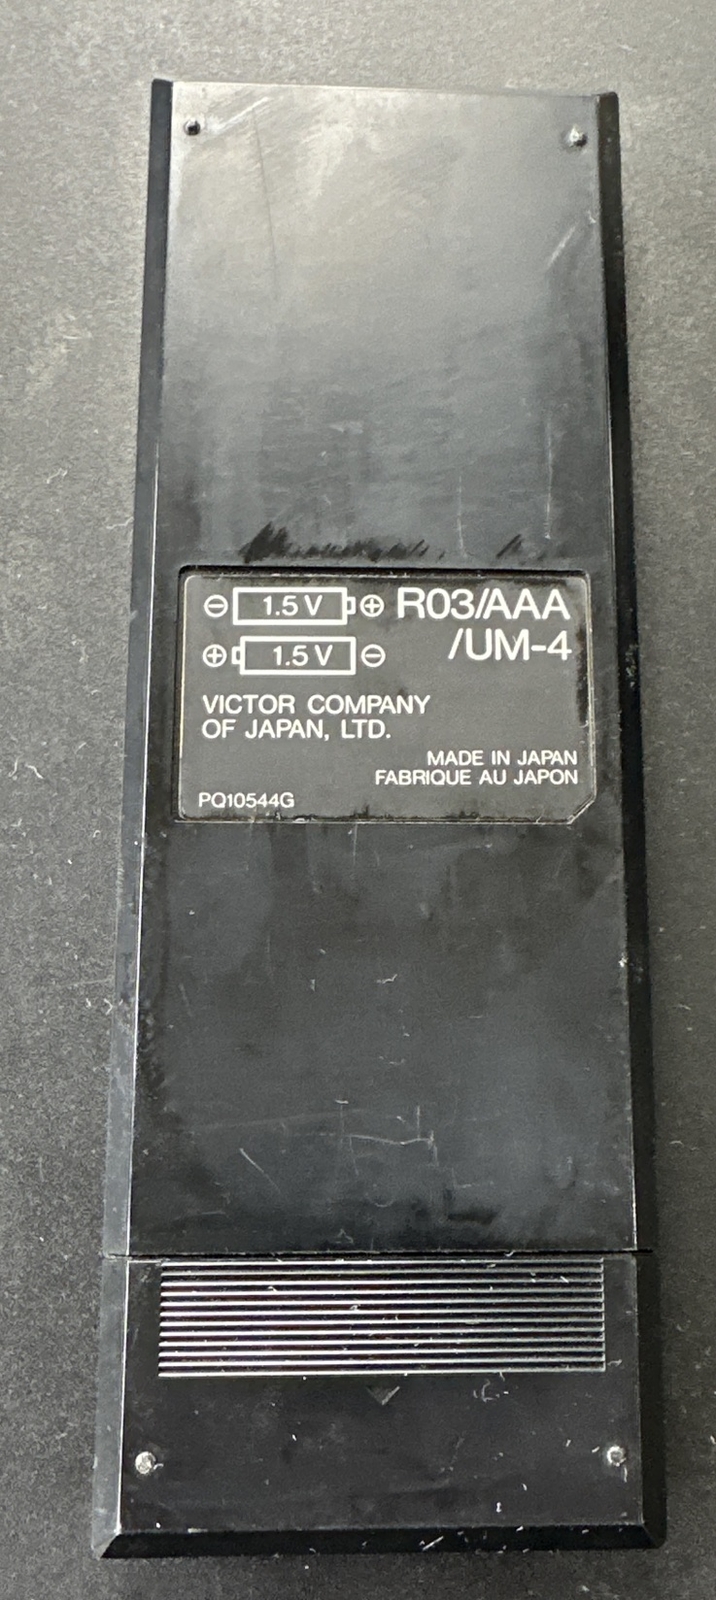 ⊖ 1.5 V ⊕ R03/AAA
⊕ 1.5 V ⊖ /UM-4
VICTOR COMPANY
OF JAPAN, LTD.
MADE IN JAPAN
FABRIQUE AU JAPON
PQ10544G